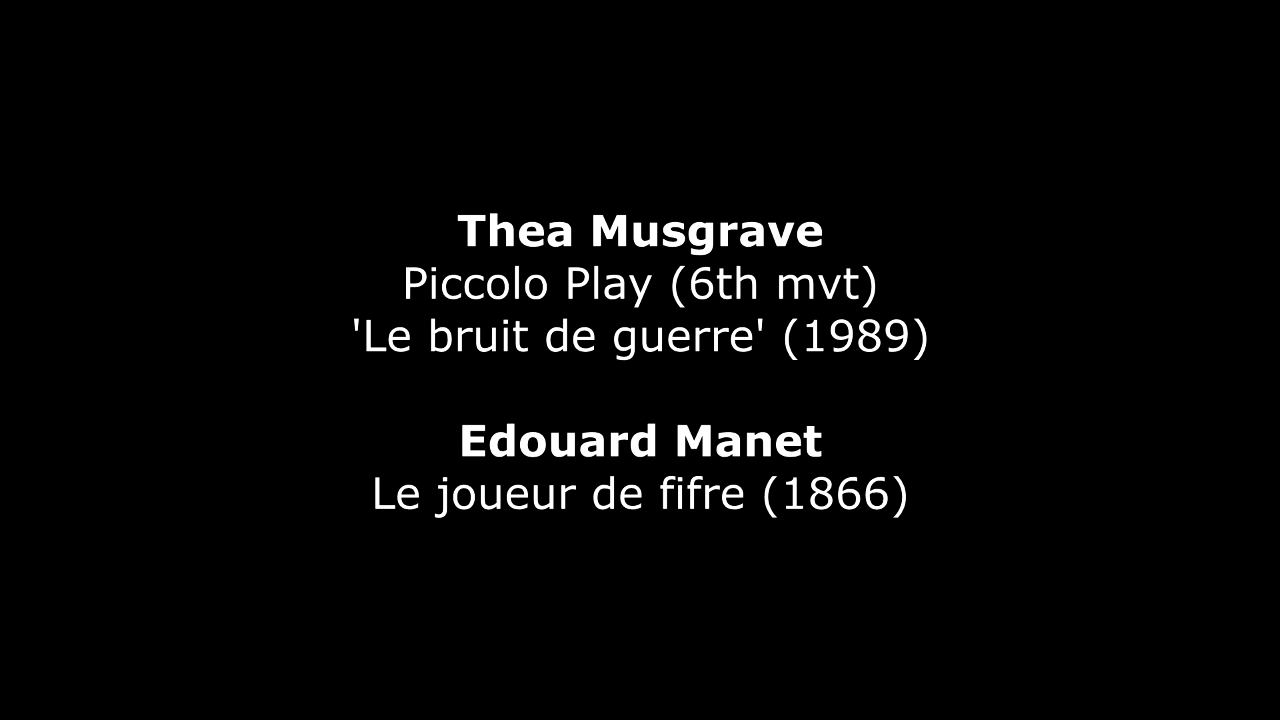 Thea Musgrave
Piccolo Play (6th mvt)
'Le bruit de guerre' (1989)
Edouard Manet
Le joueur de fifre (1866)